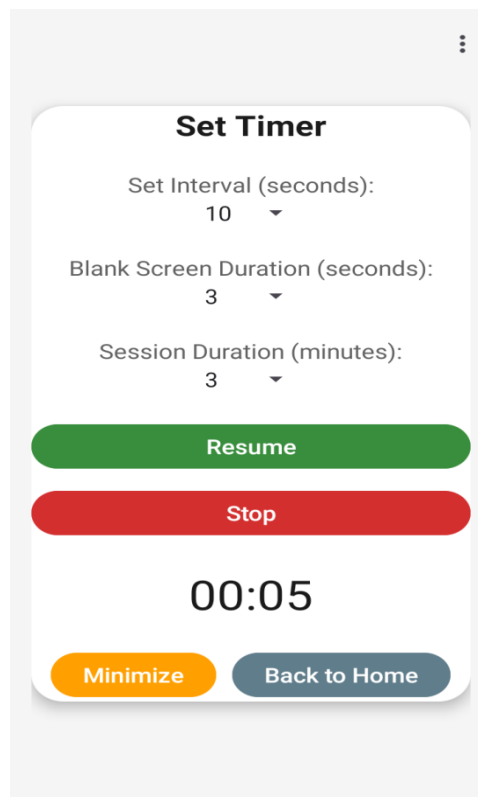 Set Timer
Set Interval (seconds):
10
Blank Screen Duration (seconds):
3
Session Duration (minutes):
3
Resume
Stop
00:05
Minimize Back to Home